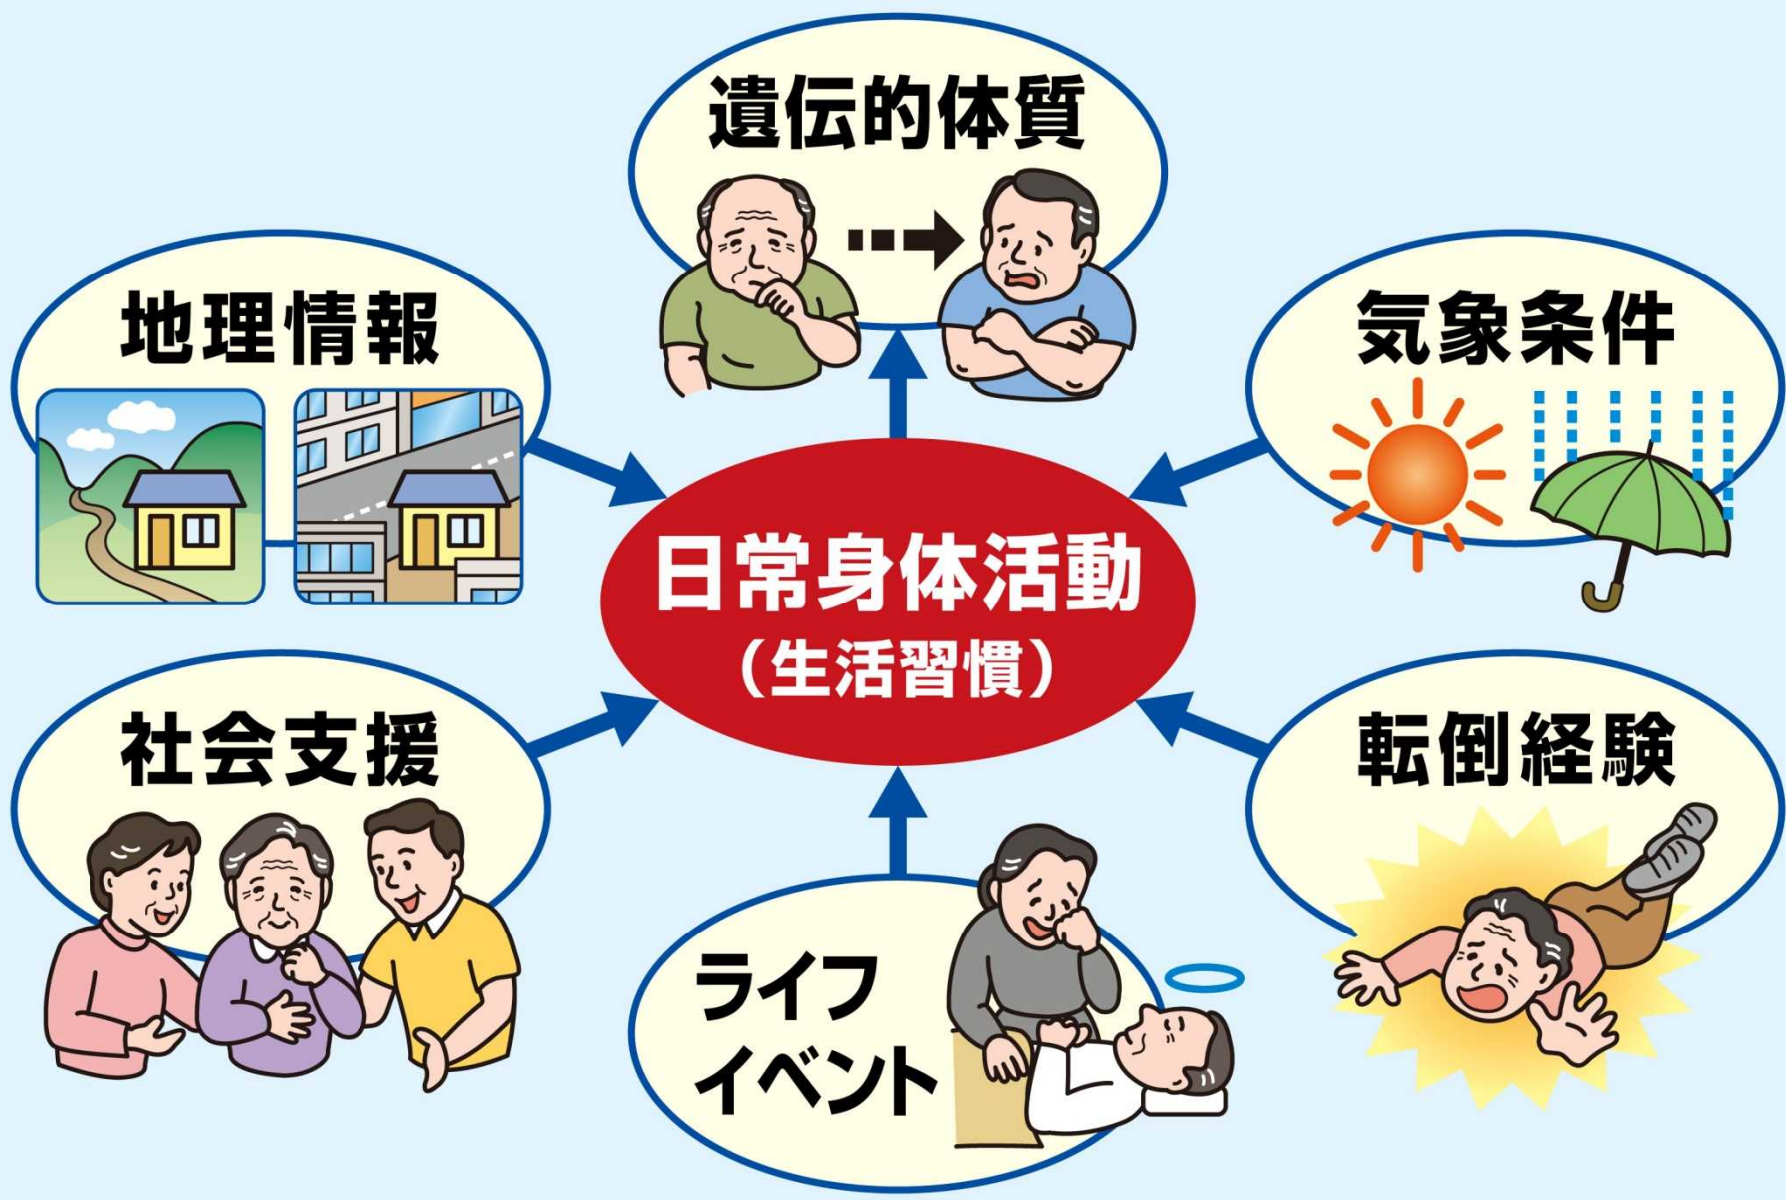 遺伝的体質
地理情報
気象条件
日常身体活動
（生活習慣）
社会支援
転倒経験
ライフ
イベント